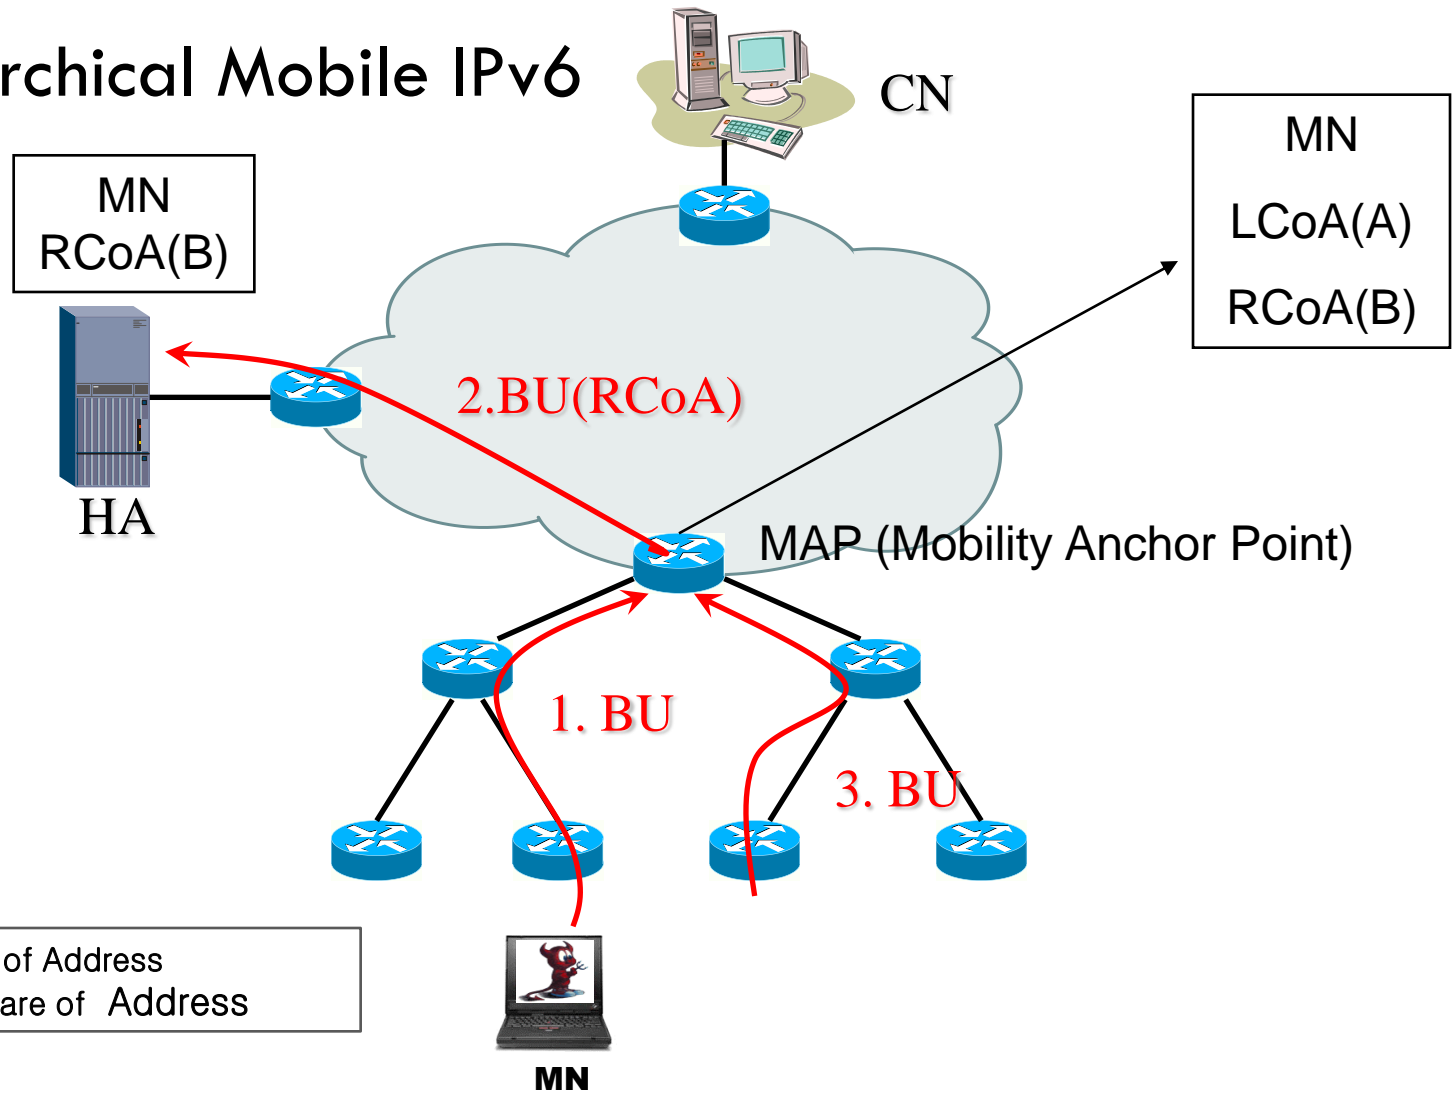 rchical Mobile IPv6
CN
MN
RCoA(B)
MN
LCoA(A)
RCoA(B)
2.BU(RCoA)
HA
MAP (Mobility Anchor Point)
1. BU
3. BU
of Address
are of Address
MN